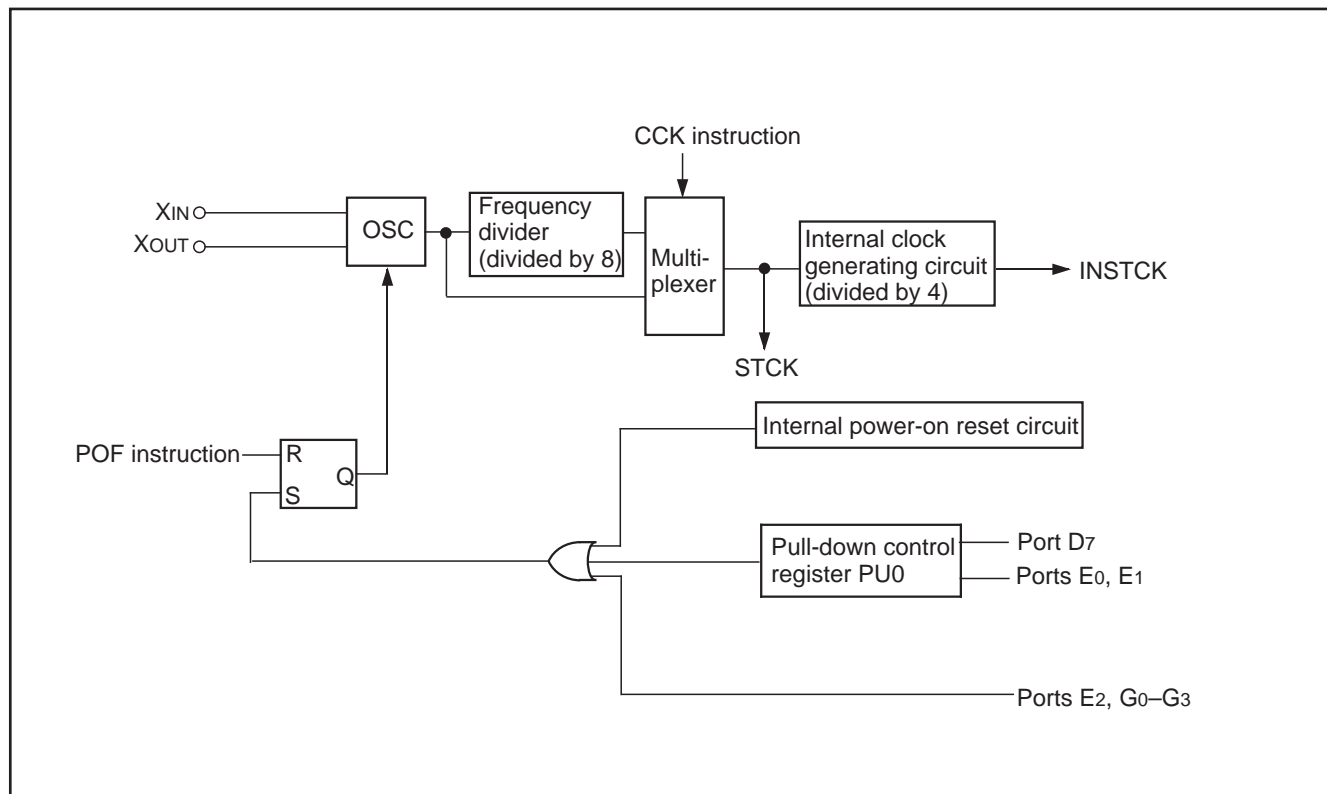 CCK instruction
XIN
XOUT
OSC
Frequency
divider
(divided by 8)
Multi-
plexer
Internal clock
generating circuit
(divided by 4)
INSTCK
STCK
Internal power-on reset circuit
POF instruction
R
S
Q
Pull-down control
register PU0
Port D7
Ports E0, E1
Ports E2, G0–G3